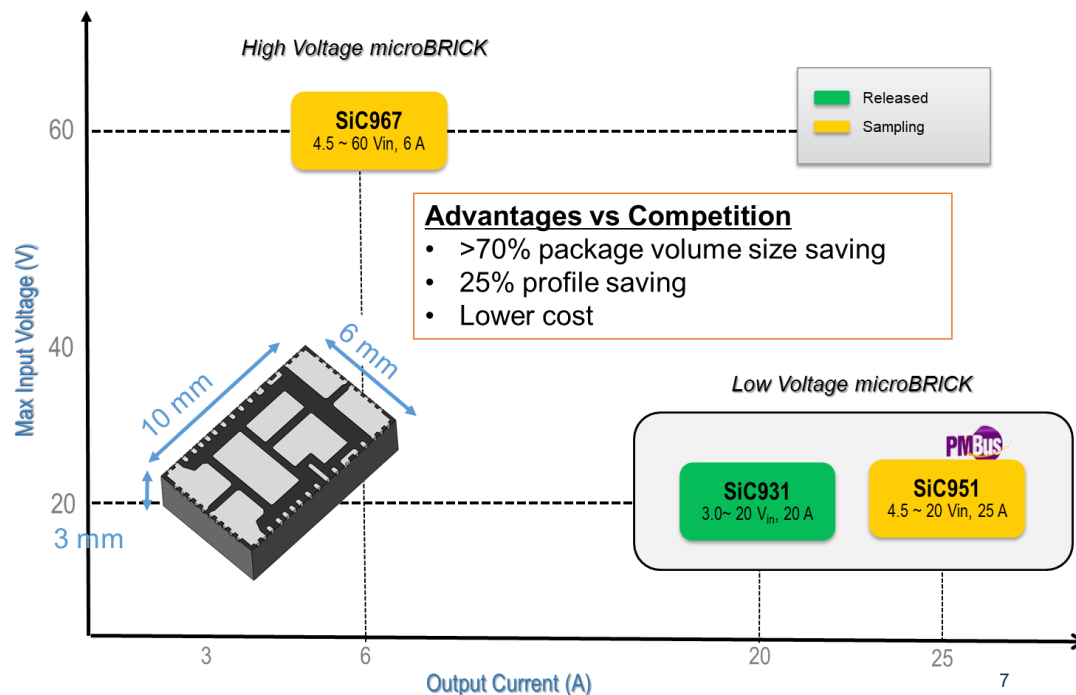 High Voltage microBRICK
Released
Sampling
60
SiC967
4.5 ~ 60 Vin, 6 A
Advantages vs Competition
• >70% package volume size saving
• 25% profile saving
• Lower cost
Max Input Voltage (V)
40
6 mm
10 mm
3 mm
Low Voltage microBRICK
PMBus
20
SiC931
3.0~ 20 Vin, 20 A
SiC951
4.5 ~ 20 Vin, 25 A
3
6
20
25
Output Current (A)
7